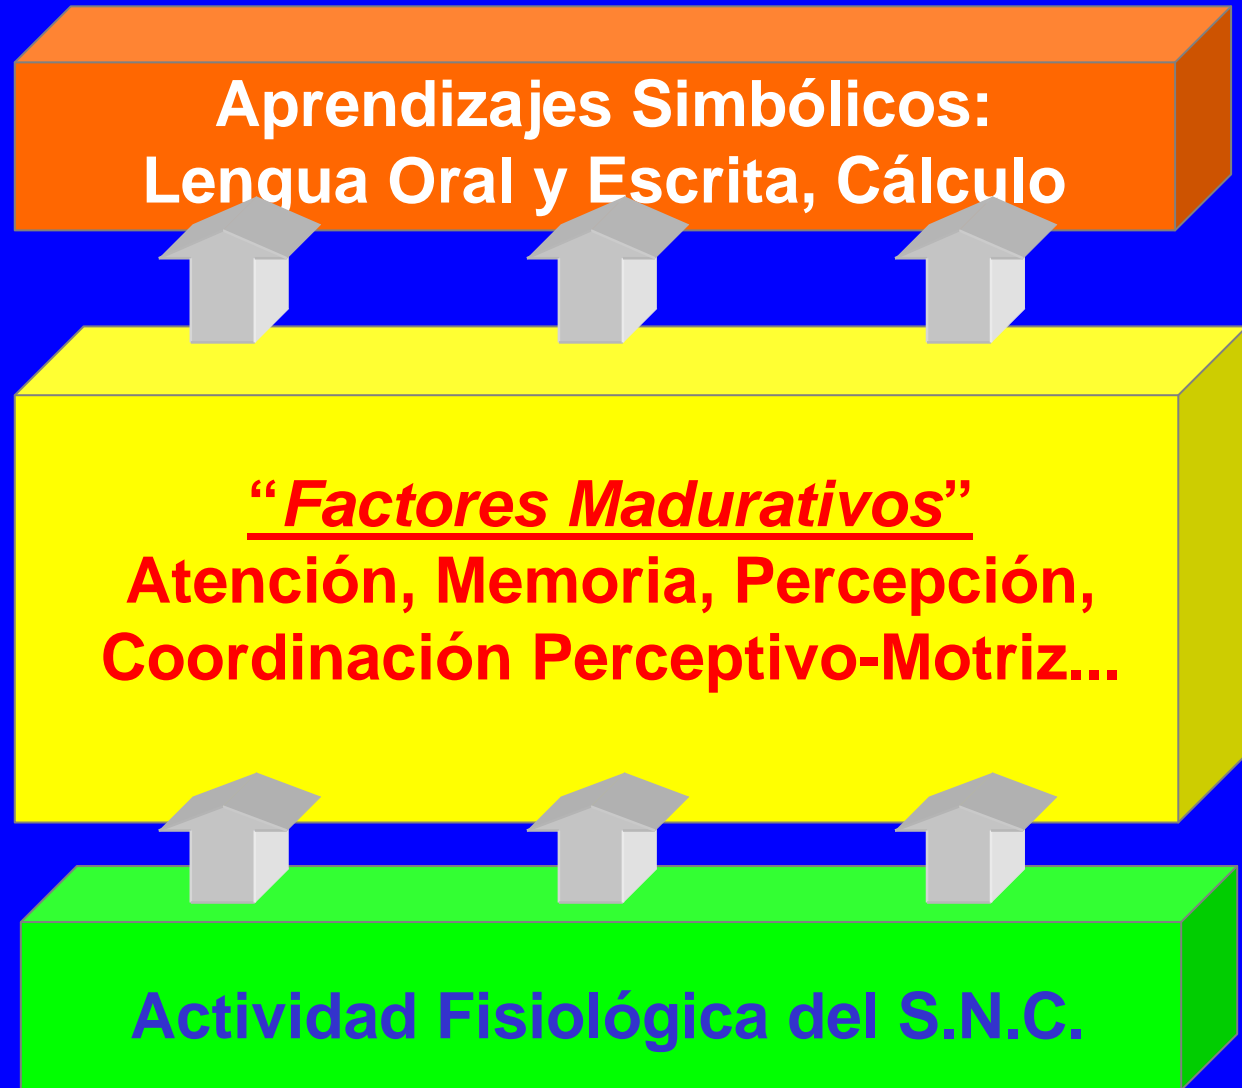 Aprendizajes Simbólicos:
Lengua Oral y Escrita, Cálculo
“Factores Madurativos”
Atención, Memoria, Percepción,
Coordinación Perceptivo-Motriz...
Actividad Fisiológica del S.N.C.